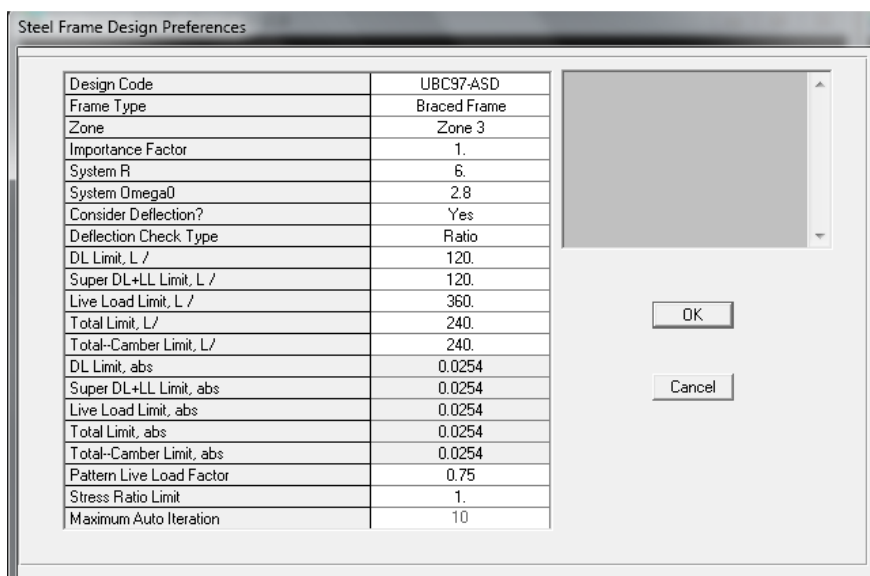 Steel Frame Design Preferences
Design Code UBC97-ASD
Frame Type Braced Frame
Zone Zone 3
Importance Factor 1.
System R 6.
System Omega0 2.8
Consider Deflection? Yes
Deflection Check Type Ratio
DL Limit, L / 120.
Super DL+LL Limit, L / 120.
Live Load Limit, L / 360.
Total Limit, L/ 240.
Total--Camber Limit, L/ 240.
DL Limit, abs 0.0254
Super DL+LL Limit, abs 0.0254
Live Load Limit, abs 0.0254
Total Limit, abs 0.0254
Total--Camber Limit, abs 0.0254
Pattern Live Load Factor 0.75
Stress Ratio Limit 1.
Maximum Auto Iteration 10
OK
Cancel